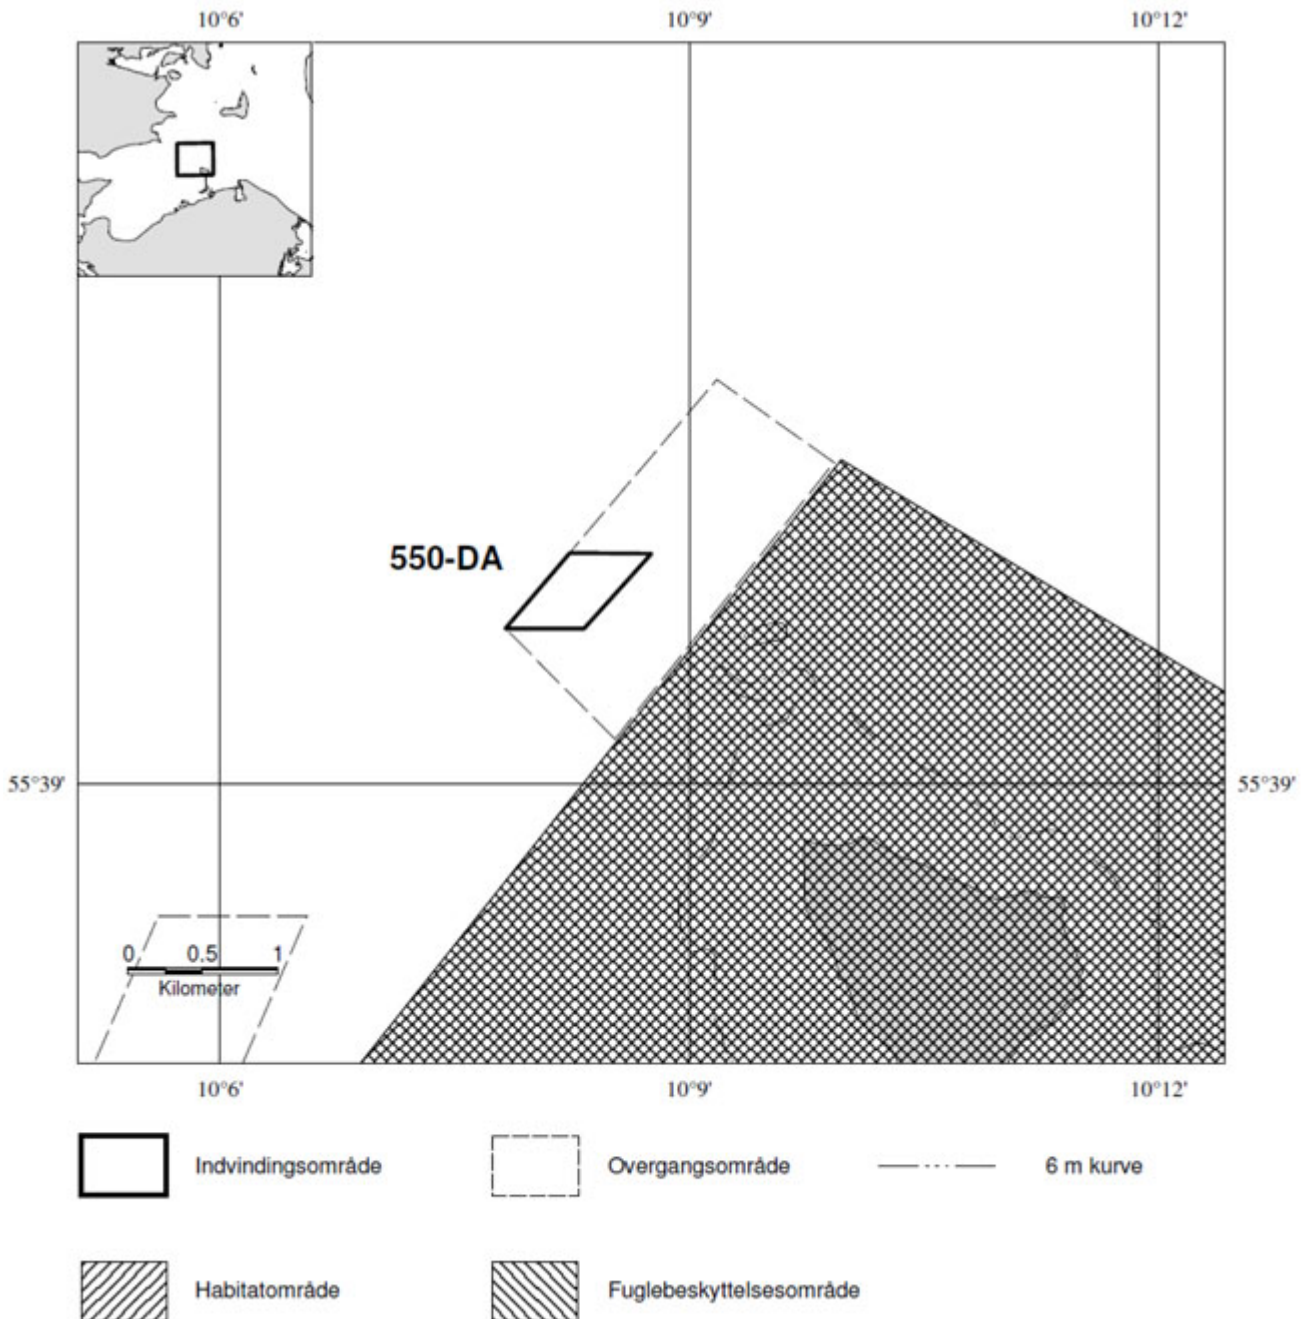 10°6' 10°9' 10°12'
550-DA
55°39' 55°39'
0 0.5 1
Kilometer
10°6' 10°9' 10°12'
Indvindingsområde Overgangsområde 6 m kurve
Habitatområde Fuglebeskyttelsesområde